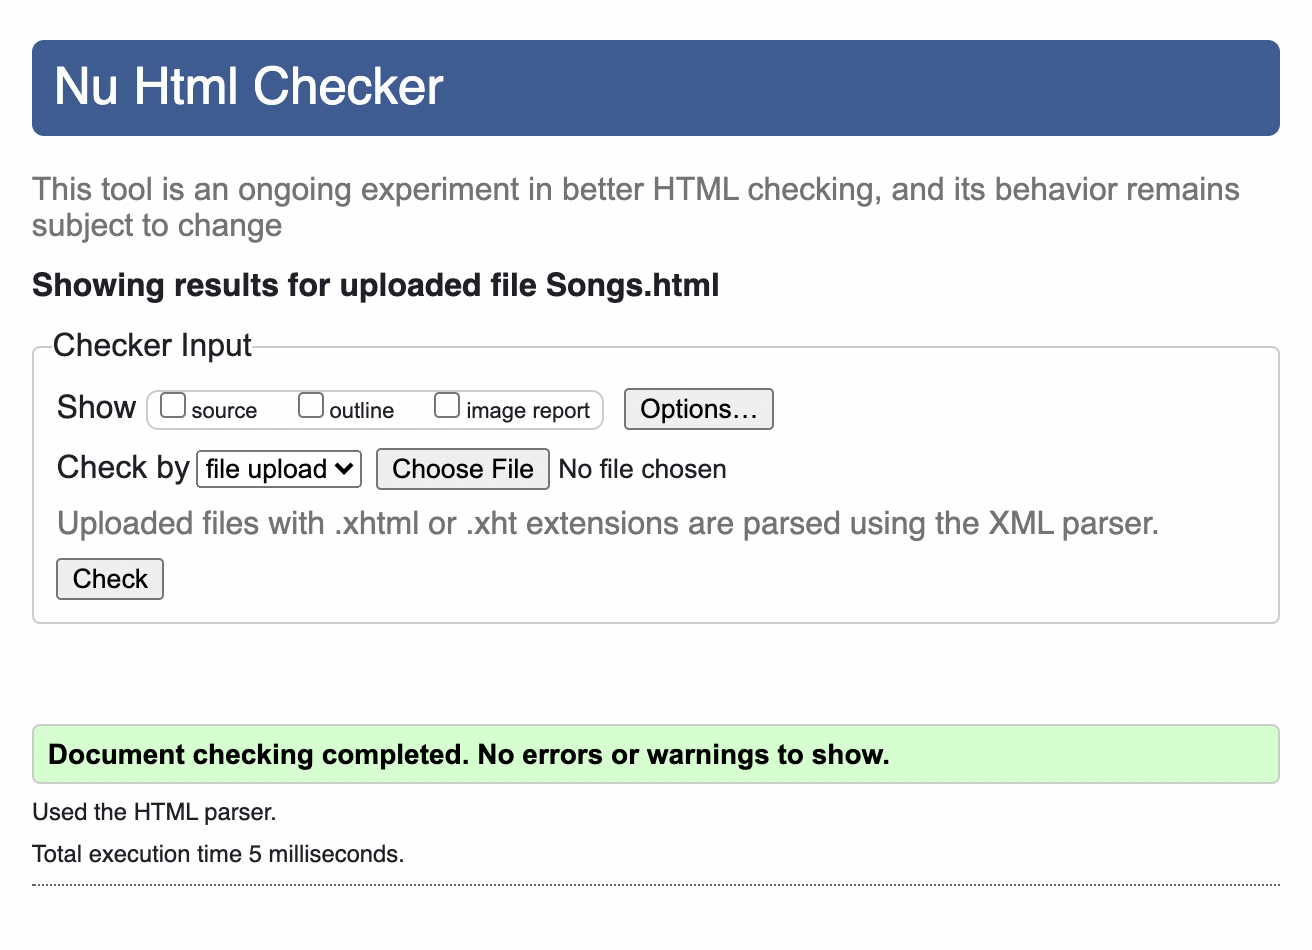 Nu Html Checker
This tool is an ongoing experiment in better HTML checking, and its behavior remains
subject to change
Showing results for uploaded file Songs.html
Checker Input
Show source outline image report Options…
Check by file upload Choose File No file chosen
Uploaded files with .xhtml or .xht extensions are parsed using the XML parser.
Check
Document checking completed. No errors or warnings to show.
Used the HTML parser.
Total execution time 5 milliseconds.